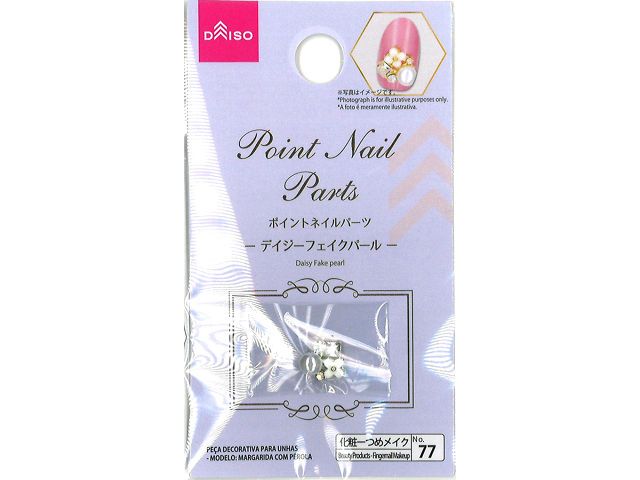 DAISO
※写真はイメージです。
*Photograph is for illustrative purposes only.
*A foto é meramente ilustrativa.
Point Nail
Parts
ポイントネイルパーツ
ー デイジーフェイクパール ー
Daisy Fake pearl
PEÇA DECORATIVA PARA UNHAS
- MODELO: MARGARIDA COM PÉROLA
化粧ーつめメイク
Beauty Products - Fingernail Makeup
No.
77